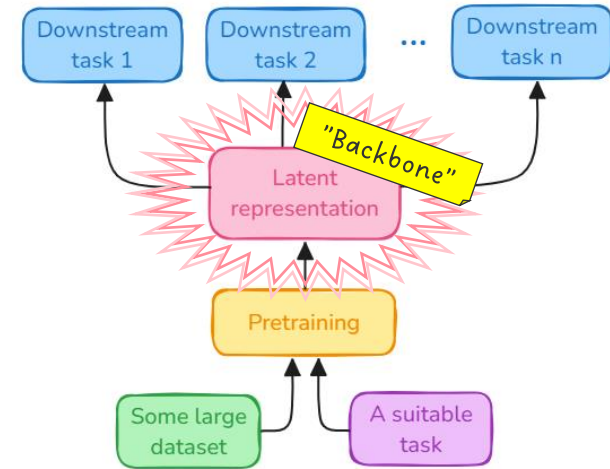 Downstream
task 1
Downstream
task 2
...
Downstream
task n
"Backbone"
Latent
representation
Pretraining
Some large
dataset
A suitable
task